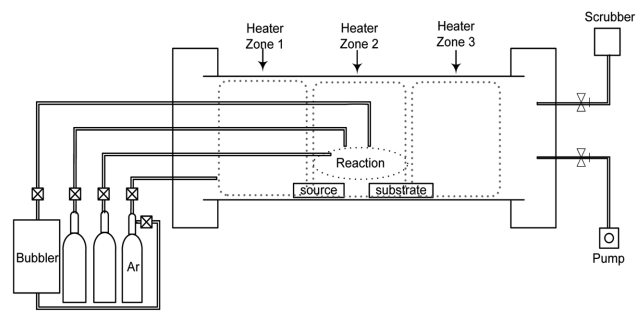 Scrubber
Heater
Zone 1
Heater
Zone 2
Heater
Zone 3
Reaction
source
substrate
Bubbler
Ar
Pump